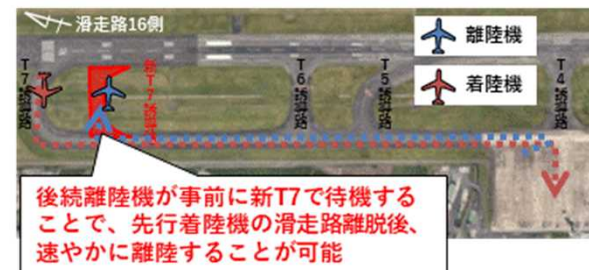 滑走路16側
離陸機
着陸機
T7誘導路
新T7誘導路
T6誘導路
T5誘導路
T4誘導路
後続離陸機が事前に新T7で待機する
ことで、先行着陸機の滑走路離脱後、
速やかに離陸することが可能